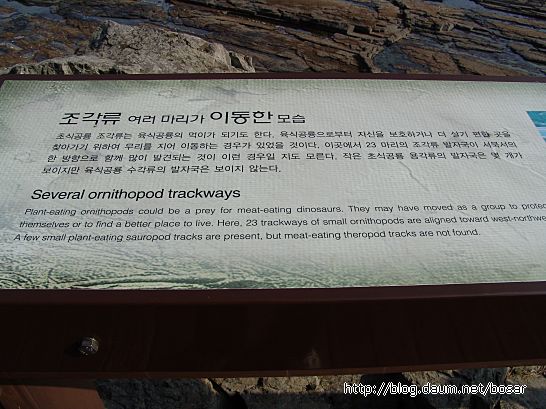 조각류 여러 마리가 이동한 모습
초식공룡 조각류는 육식공룡의 먹이가 되기도 한다. 육식공룡으로부터 자신을 보호하거나 더 살기 편한 곳을
찾아가기 위하여 무리를 지어 이동하는 경우가 있었을 것이다. 이곳에서 23 마리의 조각류 발자국이 서북서의
한 방향으로 함께 많이 발견되는 것이 이런 경우일 지도 모른다. 작은 초식공룡 용각류의 발자국은 몇 개가
보이지만 육식공룡 수각류의 발자국은 보이지 않는다.
Several ornithopod trackways
Plant-eating ornithopods could be a prey for meat-eating dinosaurs. They may have moved as a group to protect
themselves or to find a better place to live. Here, 23 trackways of small ornithopods are aligned toward west-northwe
A few small plant-eating sauropod tracks are present, but meat-eating theropod tracks are not found.
http://blog.daum.net/bosar